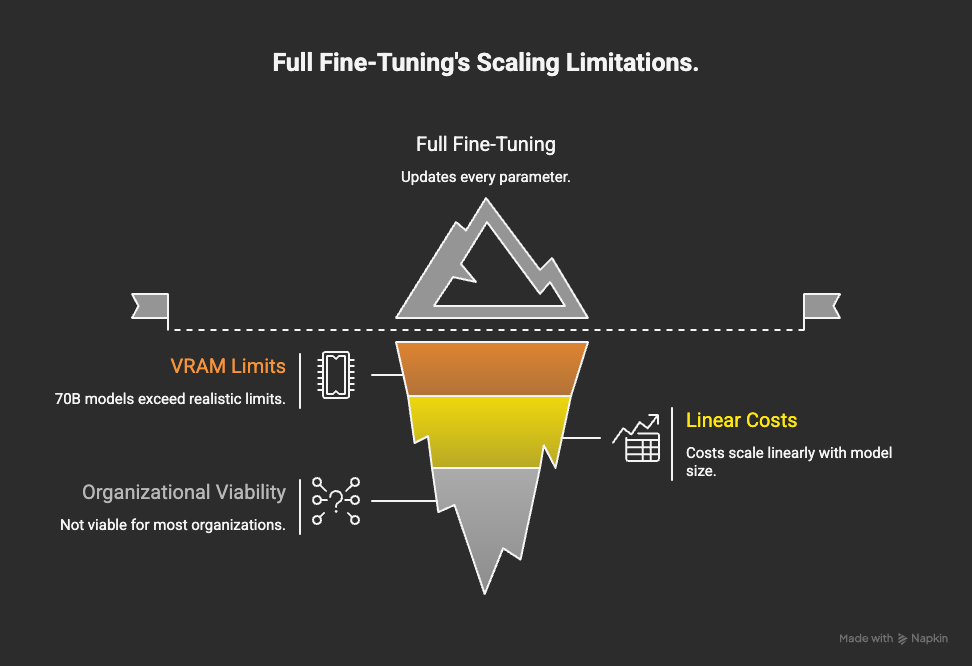 Full Fine-Tuning's Scaling Limitations.
Full Fine-Tuning
Updates every parameter.
VRAM Limits
70B models exceed realistic limits.
Linear Costs
Costs scale linearly with model
size.
Organizational Viability
Not viable for most organizations.
Made with Napkin